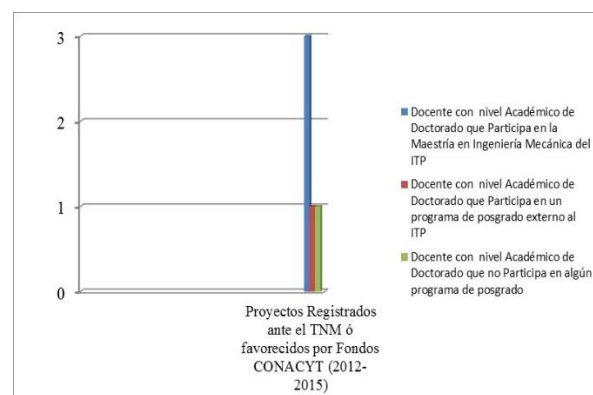 3
2
1
0
Proyectos Registrados
ante el TNM ó
favorecidos por Fondos
CONACYT (2012-
2015)
Docente con nivel Académico de
Doctorado que Participa en la
Maestría en Ingeniería Mecánica del
ITP
Docente con nivel Académico de
Doctorado que Participa en un
programa de posgrado externo al
ITP
Docente con nivel Académico de
Doctorado que no Participa en algún
programa de posgrado